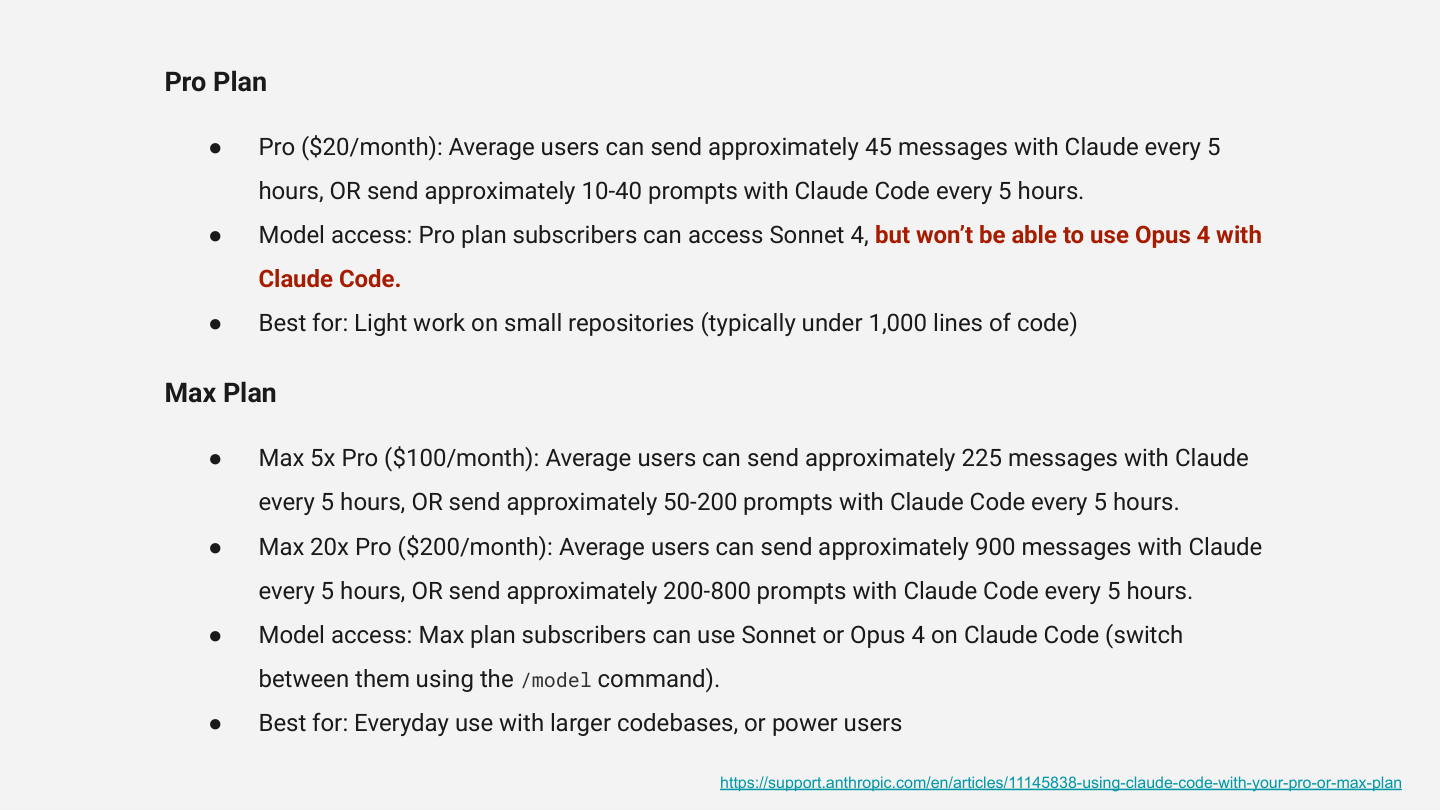 Pro Plan
● Pro ($20/month): Average users can send approximately 45 messages with Claude every 5
hours, OR send approximately 10-40 prompts with Claude Code every 5 hours.
● Model access: Pro plan subscribers can access Sonnet 4, but won’t be able to use Opus 4 with
Claude Code.
● Best for: Light work on small repositories (typically under 1,000 lines of code)
Max Plan
● Max 5x Pro ($100/month): Average users can send approximately 225 messages with Claude
every 5 hours, OR send approximately 50-200 prompts with Claude Code every 5 hours.
● Max 20x Pro ($200/month): Average users can send approximately 900 messages with Claude
every 5 hours, OR send approximately 200-800 prompts with Claude Code every 5 hours.
● Model access: Max plan subscribers can use Sonnet or Opus 4 on Claude Code (switch
between them using the /model command).
● Best for: Everyday use with larger codebases, or power users
https://support.anthropic.com/en/articles/11145838-using-claude-code-with-your-pro-or-max-plan